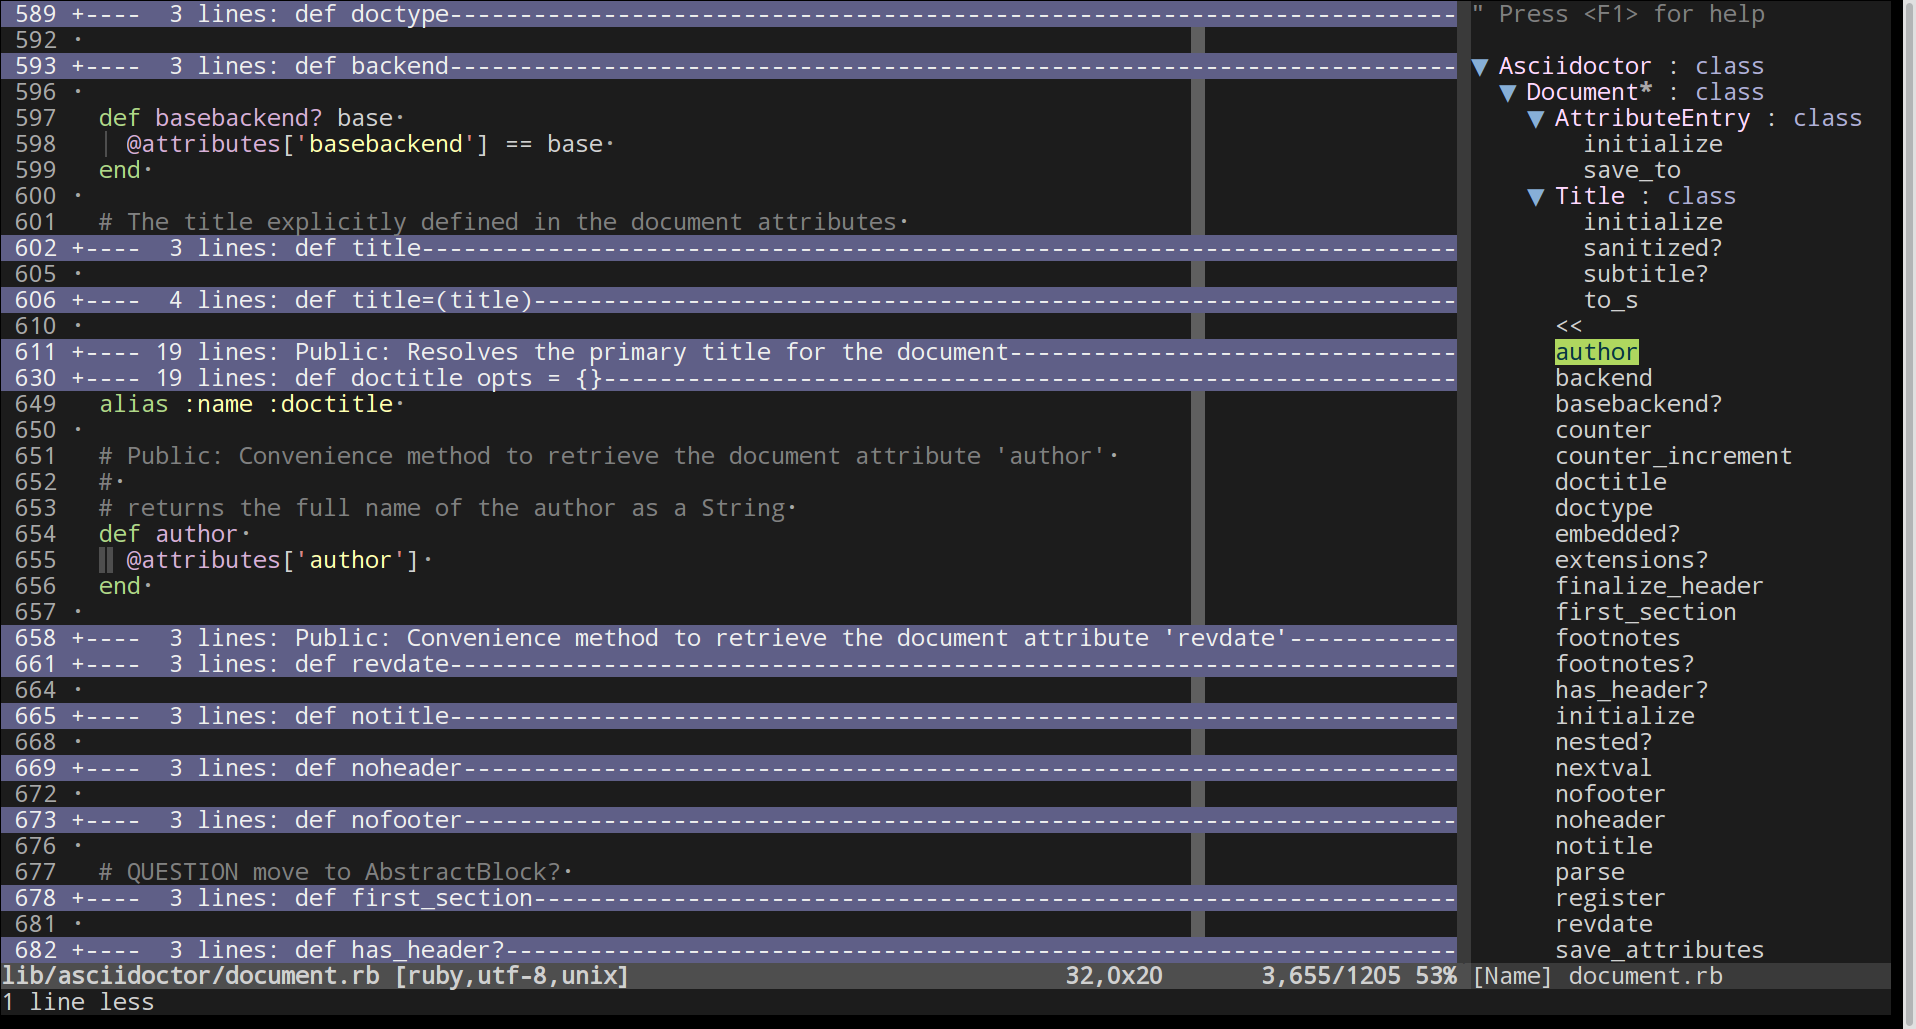 589 +----  3 lines: def doctype-----------------------------------------------------------------------
592 ·
593 +----  3 lines: def backend-----------------------------------------------------------------------
596 ·
597   def basebackend? base·
598   │ @attributes['basebackend'] == base·
599   end·
600 ·
601   # The title explicitly defined in the document attributes·
602 +----  3 lines: def title-------------------------------------------------------------------------
605 ·
606 +----  4 lines: def title=(title)-----------------------------------------------------------------
610 ·
611 +---- 19 lines: Public: Resolves the primary title for the document--------------------------------
630 +---- 19 lines: def doctitle opts = {}------------------------------------------------------------
649   alias :name :doctitle·
650 ·
651   # Public: Convenience method to retrieve the document attribute 'author'·
652   #·
653   # returns the full name of the author as a String·
654   def author·
655   │ @attributes['author']·
656   end·
657 ·
658 +----  3 lines: Public: Convenience method to retrieve the document attribute 'revdate'------------
661 +----  3 lines: def revdate-----------------------------------------------------------------------
664 ·
665 +----  3 lines: def notitle-----------------------------------------------------------------------
668 ·
669 +----  3 lines: def noheader----------------------------------------------------------------------
672 ·
673 +----  3 lines: def nofooter----------------------------------------------------------------------
676 ·
677   # QUESTION move to AbstractBlock?·
678 +----  3 lines: def first_section-----------------------------------------------------------------
681 ·
682 +----  3 lines: def has_header?-------------------------------------------------------------------
lib/asciidoctor/document.rb [ruby,utf-8,unix] 32,0x20 3,655/1205 53%
1 line less
" Press <F1> for help
▼ Asciidoctor : class
▼ Document* : class
▼ AttributeEntry : class
initialize
save_to
▼ Title : class
initialize
sanitized?
subtitle?
to_s
<<
author
backend
basebackend?
counter
counter_increment
doctitle
doctype
embedded?
extensions?
finalize_header
first_section
footnotes
footnotes?
has_header?
initialize
nested?
nextval
nofooter
noheader
notitle
parse
register
revdate
save_attributes
[Name] document.rb